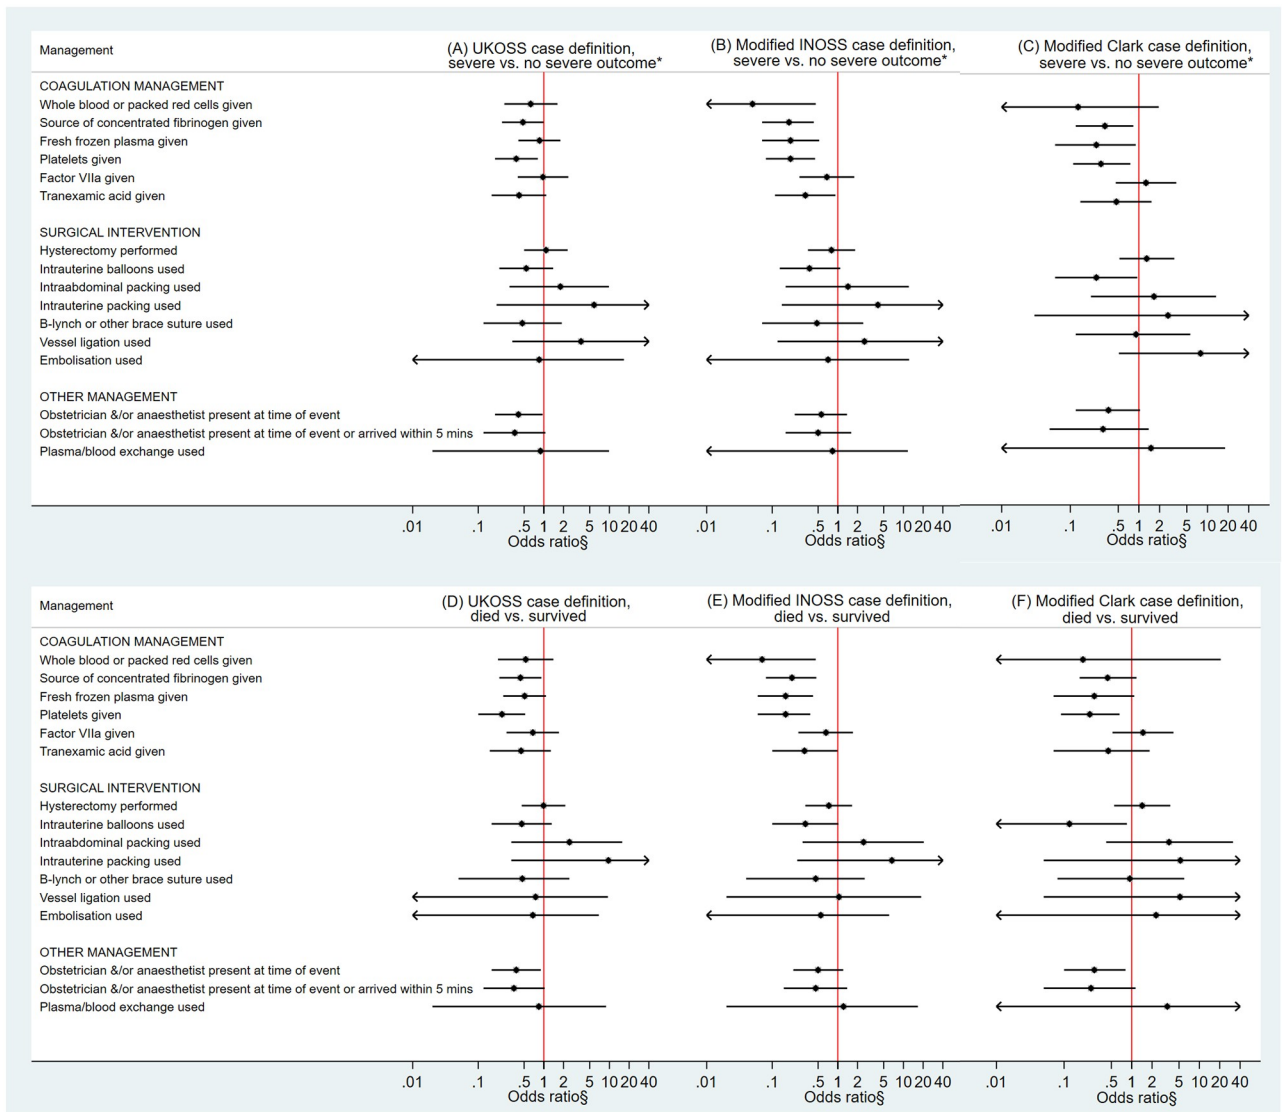 Management
(A) UKOSS case definition,
severe vs. no severe outcome*
(B) Modified INOSS case definition,
severe vs. no severe outcome*
(C) Modified Clark case definition,
severe vs. no severe outcome*
COAGULATION MANAGEMENT
Whole blood or packed red cells given
Source of concentrated fibrinogen given
Fresh frozen plasma given
Platelets given
Factor VIIa given
Tranexamic acid given
SURGICAL INTERVENTION
Hysterectomy performed
Intrauterine balloons used
Intraabdominal packing used
Intrauterine packing used
B-lynch or other brace suture used
Vessel ligation used
Embolisation used
OTHER MANAGEMENT
Obstetrician &/or anaesthetist present at time of event
Obstetrician &/or anaesthetist present at time of event or arrived within 5 mins
Plasma/blood exchange used
.01 .1 .5 1 2 5 10 20 40
Odds ratio§
.01 .1 .5 1 2 5 10 20 40
Odds ratio§
.01 .1 .5 1 2 5 10 20 40
Odds ratio§
Management
(D) UKOSS case definition,
died vs. survived
(E) Modified INOSS case definition,
died vs. survived
(F) Modified Clark case definition,
died vs. survived
COAGULATION MANAGEMENT
Whole blood or packed red cells given
Source of concentrated fibrinogen given
Fresh frozen plasma given
Platelets given
Factor VIIa given
Tranexamic acid given
SURGICAL INTERVENTION
Hysterectomy performed
Intrauterine balloons used
Intraabdominal packing used
Intrauterine packing used
B-lynch or other brace suture used
Vessel ligation used
Embolisation used
OTHER MANAGEMENT
Obstetrician &/or anaesthetist present at time of event
Obstetrician &/or anaesthetist present at time of event or arrived within 5 mins
Plasma/blood exchange used
.01 .1 .5 1 2 5 10 20 40
Odds ratio§
.01 .1 .5 1 2 5 10 20 40
Odds ratio§
.01 .1 .5 1 2 5 10 20 40
Odds ratio§